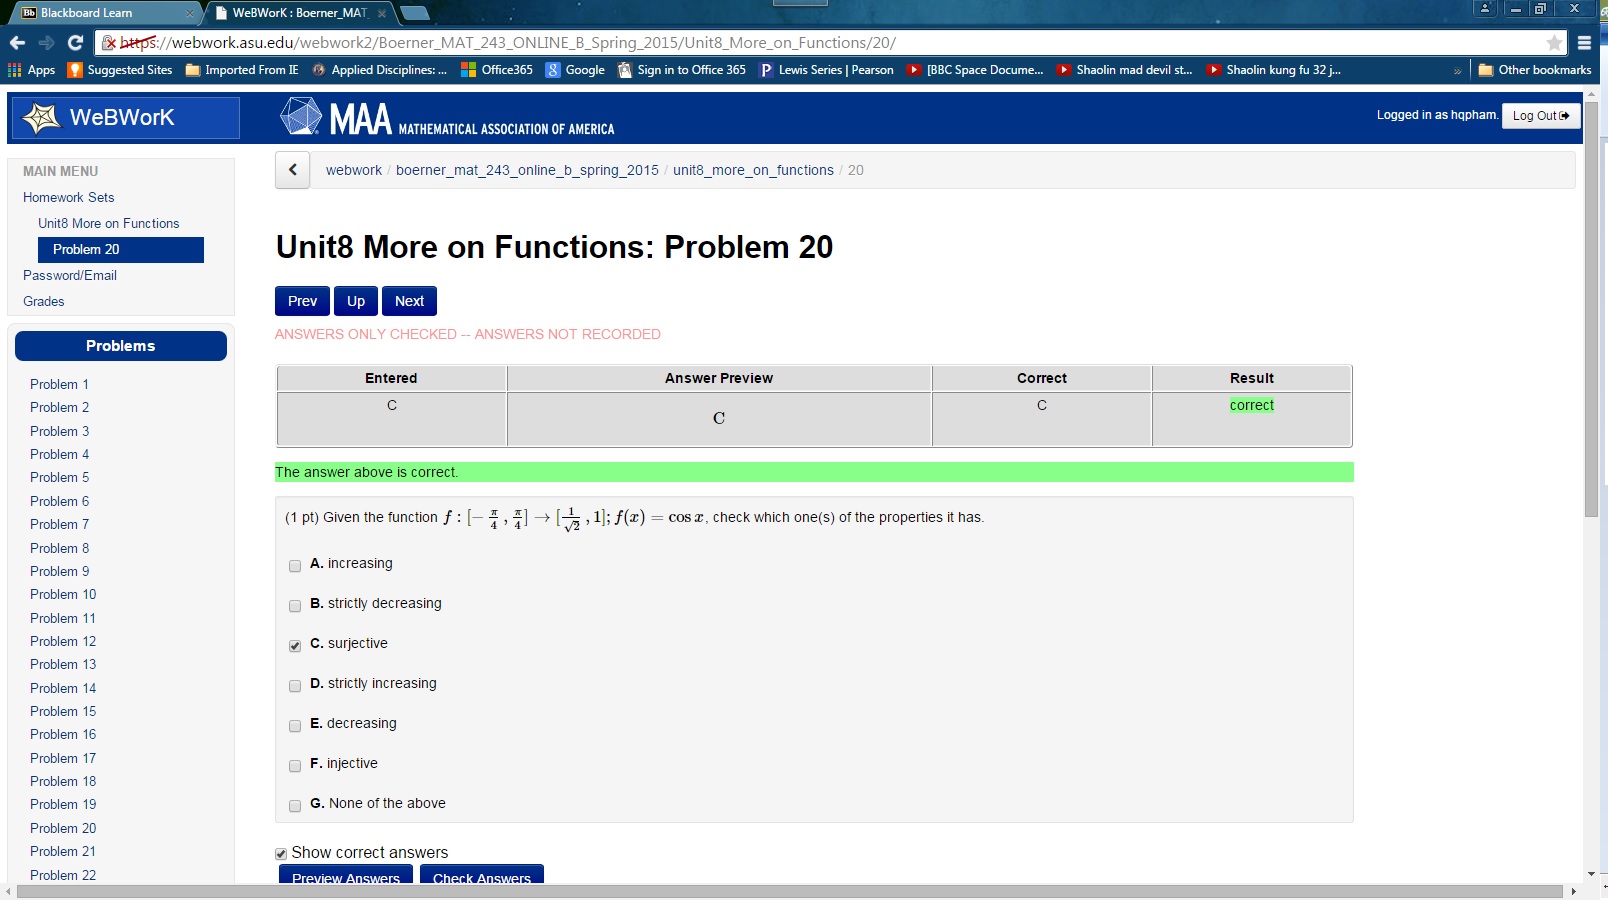 Blackboard Learn
WeBWorK : Boerner_MAT_
https://webwork.asu.edu/webwork2/Boerner_MAT_243_ONLINE_B_Spring_2015/Unit8_More_on_Functions/20/
Apps Suggested Sites Imported From IE Applied Disciplines: ... Office365 Google Sign in to Office 365 Lewis Series | Pearson [BBC Space Docume... Shaolin mad devil st... Shaolin kung fu 32 j... » Other bookmarks
WeBWorK
MAA MATHEMATICAL ASSOCIATION OF AMERICA
Logged in as hqpham. Log Out
MAIN MENU
Homework Sets
Unit8 More on Functions
Problem 20
Password/Email
Grades
Problems
Problem 1
Problem 2
Problem 3
Problem 4
Problem 5
Problem 6
Problem 7
Problem 8
Problem 9
Problem 10
Problem 11
Problem 12
Problem 13
Problem 14
Problem 15
Problem 16
Problem 17
Problem 18
Problem 19
Problem 20
Problem 21
Problem 22
webwork / boerner_mat_243_online_b_spring_2015 / unit8_more_on_functions / 20
Unit8 More on Functions: Problem 20
Prev Up Next
ANSWERS ONLY CHECKED -- ANSWERS NOT RECORDED
Entered Answer Preview Correct Result
C C C correct
The answer above is correct.
(1 pt) Given the function f : [−π/4, π/4] → [1/√2, 1]; f(x) = cos x, check which one(s) of the properties it has.
A. increasing
B. strictly decreasing
C. surjective
D. strictly increasing
E. decreasing
F. injective
G. None of the above
Show correct answers
Preview Answers Check Answers